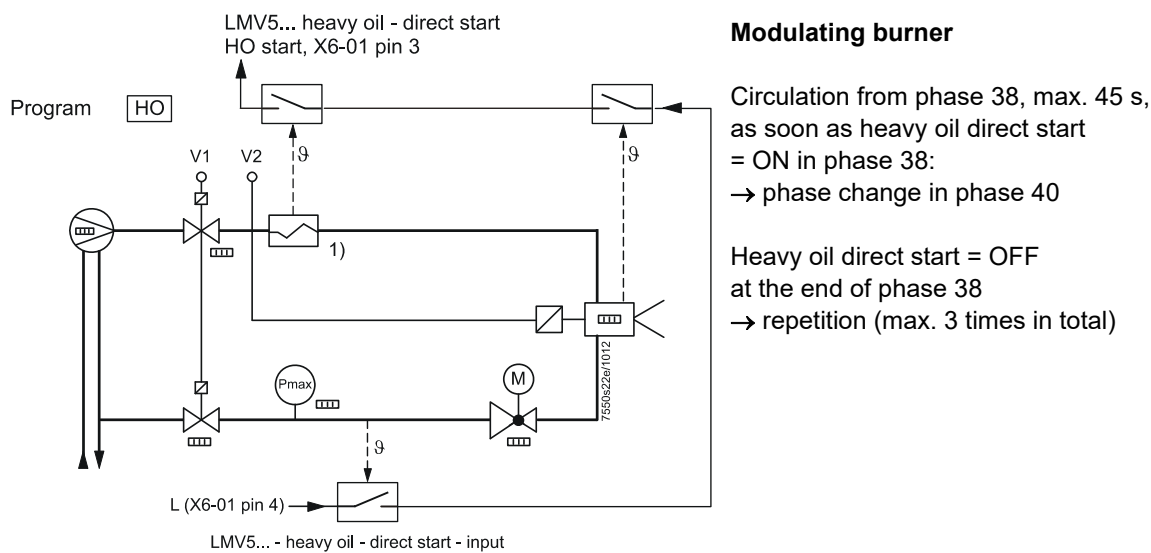 LMV5... heavy oil - direct start
HO start, X6-01 pin 3
Program HO
V1 V2
ϑ
ϑ
1)
Pmax
M
7550s22e/1012
ϑ
L (X6-01 pin 4)
LMV5... - heavy oil - direct start - input
Modulating burner
Circulation from phase 38, max. 45 s,
as soon as heavy oil direct start
= ON in phase 38:
→ phase change in phase 40
Heavy oil direct start = OFF
at the end of phase 38
→ repetition (max. 3 times in total)